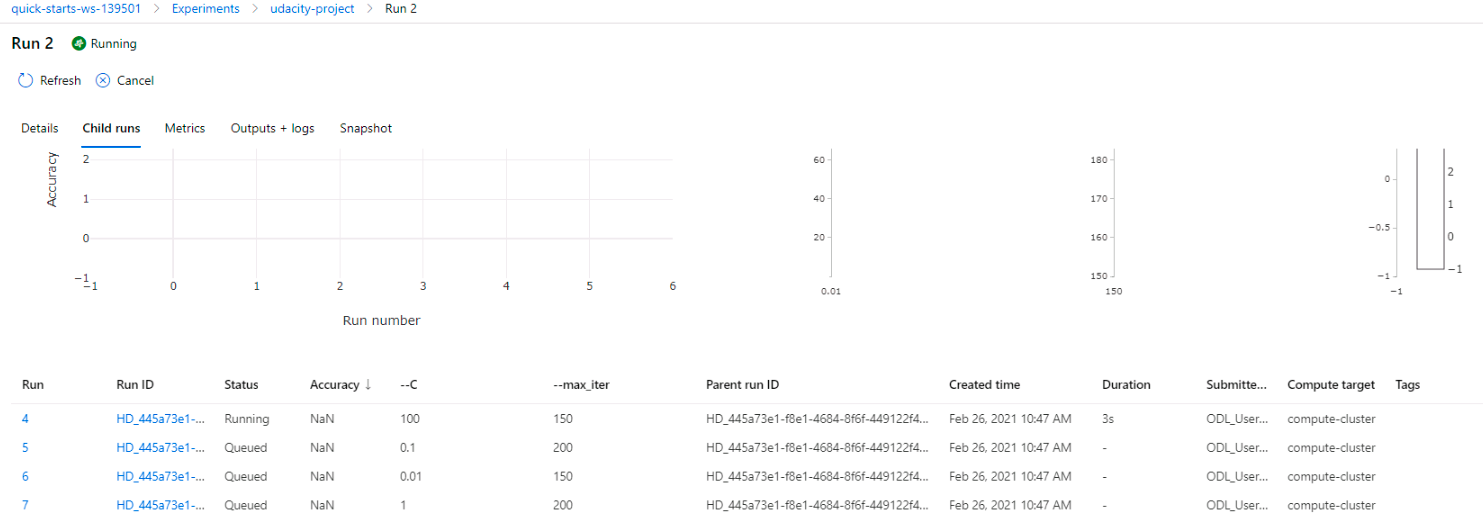 quick-starts-ws-139501 > Experiments > udacity-project > Run 2
Run 2 Running
Refresh Cancel
Details Child runs Metrics Outputs + logs Snapshot
Accuracy
2
1
0
−1
−1 0 1 2 3 4 5 6
Run number
60
40
20
0.01
180
170
160
150
150
0
−0.5
−1
−1
2
1
0
−1
Run Run ID Status Accuracy ↓ --C --max_iter Parent run ID Created time Duration Submitte... Compute target Tags
4 HD_445a73e1-... Running NaN 100 150 HD_445a73e1-f8e1-4684-8f6f-449122f4... Feb 26, 2021 10:47 AM 3s ODL_User... compute-cluster
5 HD_445a73e1-... Queued NaN 0.1 200 HD_445a73e1-f8e1-4684-8f6f-449122f4... Feb 26, 2021 10:47 AM - ODL_User... compute-cluster
6 HD_445a73e1-... Queued NaN 0.01 150 HD_445a73e1-f8e1-4684-8f6f-449122f4... Feb 26, 2021 10:47 AM - ODL_User... compute-cluster
7 HD_445a73e1-... Queued NaN 1 200 HD_445a73e1-f8e1-4684-8f6f-449122f4... Feb 26, 2021 10:47 AM - ODL_User... compute-cluster